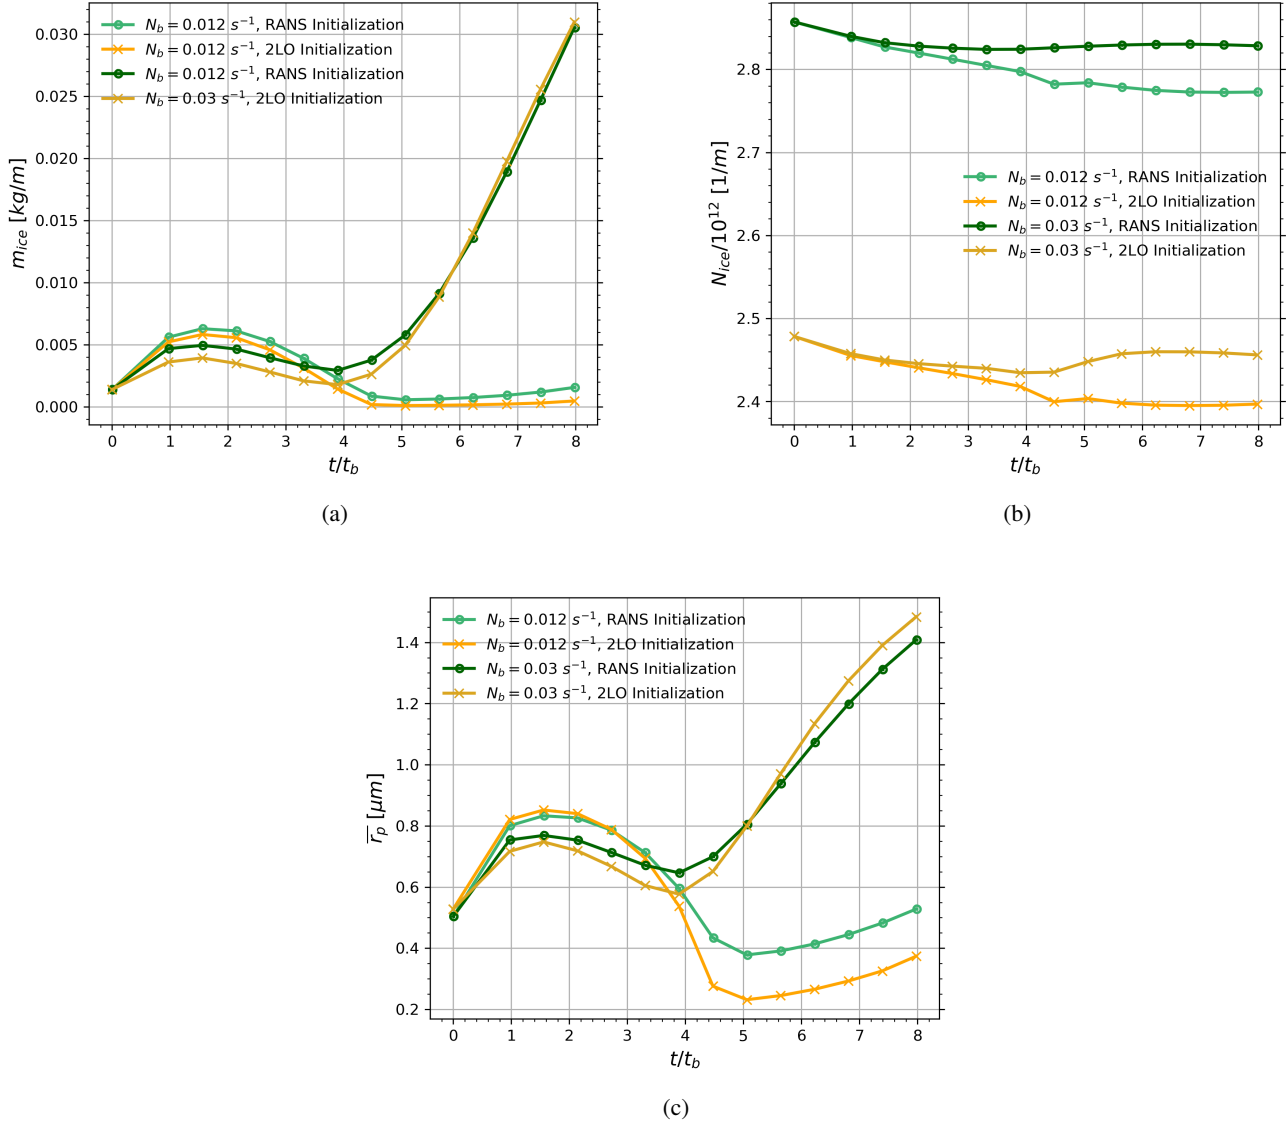 N_b = 0.012 s⁻¹, RANS Initialization
N_b = 0.012 s⁻¹, 2LO Initialization
N_b = 0.012 s⁻¹, RANS Initialization
N_b = 0.03 s⁻¹, 2LO Initialization
0.030
0.025
0.020
0.015
0.010
0.005
0.000
m_ice [kg/m]
0 1 2 3 4 5 6 7 8
t/t_b
(a)
N_b = 0.012 s⁻¹, RANS Initialization
N_b = 0.012 s⁻¹, 2LO Initialization
N_b = 0.03 s⁻¹, RANS Initialization
N_b = 0.03 s⁻¹, 2LO Initialization
2.8
2.7
2.6
2.5
2.4
N_ice/10¹² [1/m]
0 1 2 3 4 5 6 7 8
t/t_b
(b)
N_b = 0.012 s⁻¹, RANS Initialization
N_b = 0.012 s⁻¹, 2LO Initialization
N_b = 0.03 s⁻¹, RANS Initialization
N_b = 0.03 s⁻¹, 2LO Initialization
1.4
1.2
1.0
0.8
0.6
0.4
0.2
r̅_p [μm]
0 1 2 3 4 5 6 7 8
t/t_b
(c)